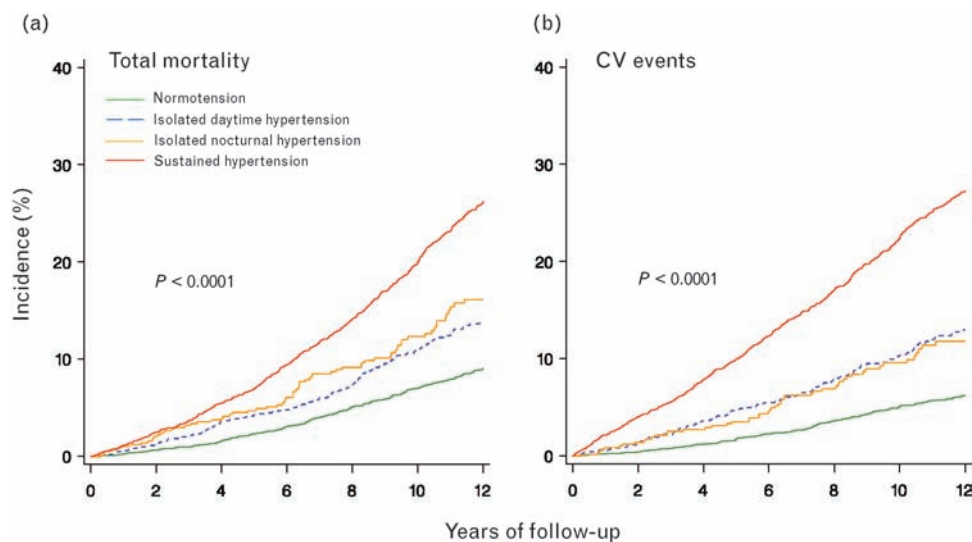 (a)
Total mortality
40
30
20
10
0
Incidence (%)
Normotension
Isolated daytime hypertension
Isolated nocturnal hypertension
Sustained hypertension
P < 0.0001
0 2 4 6 8 10 12
(b)
CV events
40
30
20
10
0
P < 0.0001
0 2 4 6 8 10 12
Years of follow-up